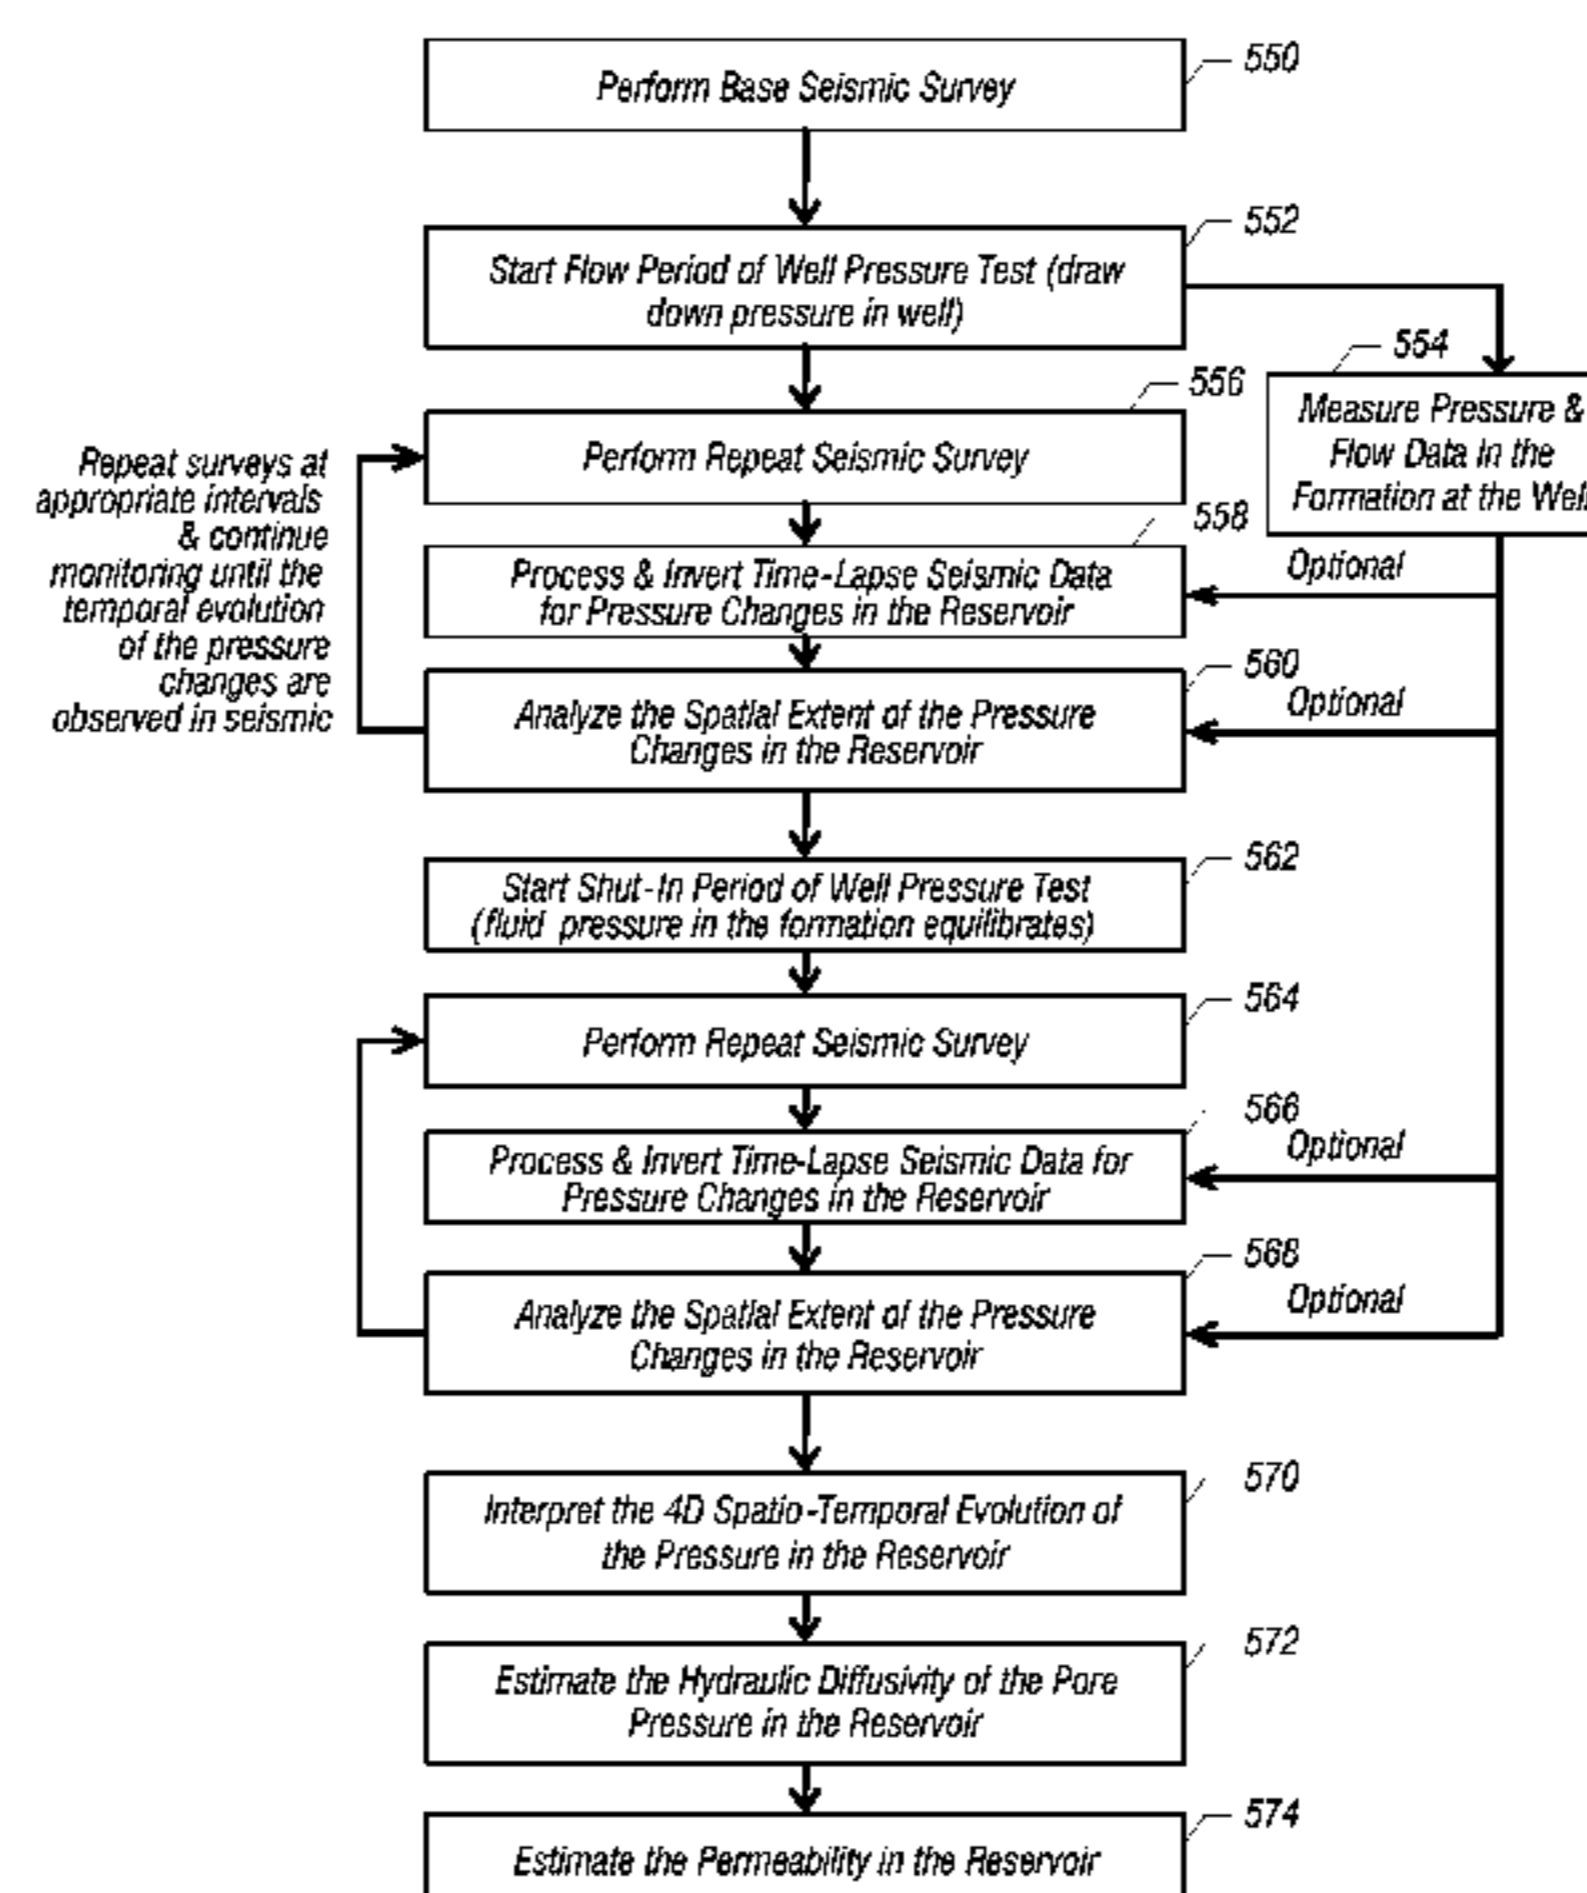 Perform Base Seismic Survey
550
Start Flow Period of Well Pressure Test (draw
down pressure in well)
552
554
Measure Pressure &
Flow Data in the
Formation at the Well
556
Perform Repeat Seismic Survey
Repeat surveys at
appropriate intervals
& continue
monitoring until the
temporal evolution
of the pressure
changes are
observed in seismic
558
Process & Invert Time-Lapse Seismic Data
for Pressure Changes in the Reservoir
Optional
560
Analyze the Spatial Extent of the Pressure
Changes in the Reservoir
Optional
562
Start Shut-In Period of Well Pressure Test
(fluid pressure in the formation equilibrates)
564
Perform Repeat Seismic Survey
566
Process & Invert Time-Lapse Seismic Data for
Pressure Changes in the Reservoir
Optional
568
Analyze the Spatial Extent of the Pressure
Changes in the Reservoir
Optional
570
Interpret the 4D Spatio-Temporal Evolution of
the Pressure in the Reservoir
572
Estimate the Hydraulic Diffusivity of the Pore
Pressure in the Reservoir
574
Estimate the Permeability in the Reservoir